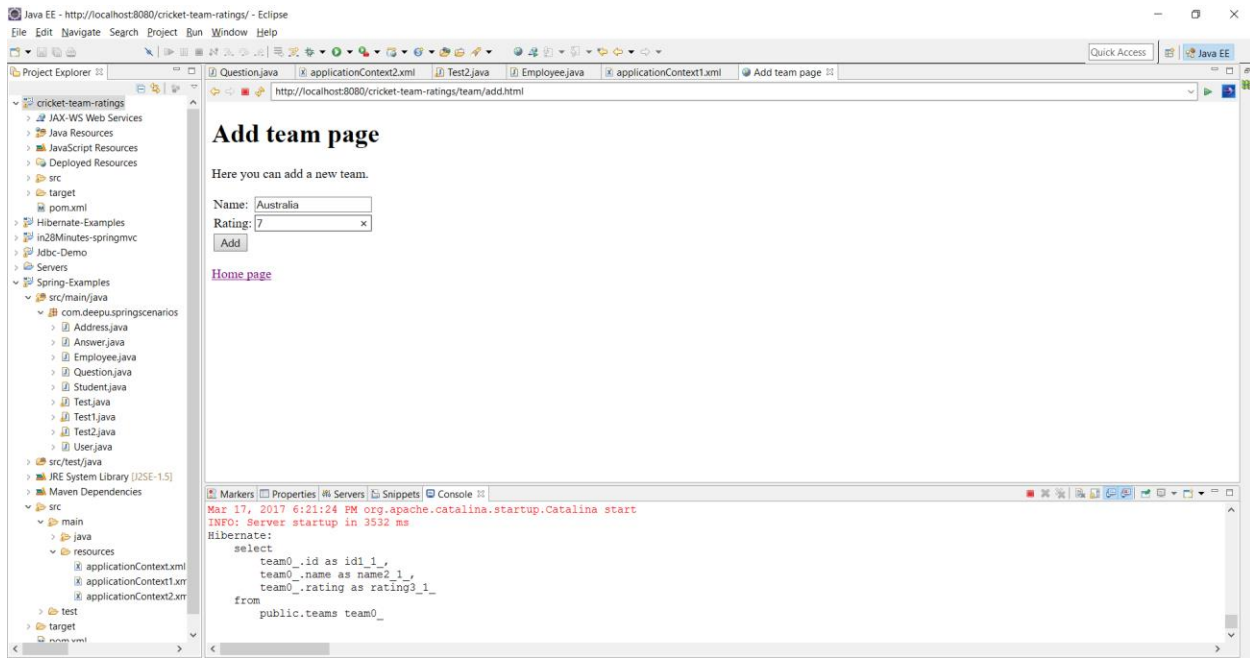 Java EE - http://localhost:8080/cricket-team-ratings/ - Eclipse
File Edit Navigate Search Project Run Window Help
Quick Access
Java EE
Project Explorer
cricket-team-ratings
JAX-WS Web Services
Java Resources
JavaScript Resources
Deployed Resources
src
target
pom.xml
Hibernate-Examples
in28Minutes-springmvc
Jdbc-Demo
Servers
Spring-Examples
src/main/java
com.deepu.springscenarios
Address.java
Answer.java
Employee.java
Question.java
Student.java
Test.java
Test1.java
Test2.java
User.java
src/test/java
JRE System Library [J2SE-1.5]
Maven Dependencies
src
main
java
resources
applicationContext.xml
applicationContext1.xm
applicationContext2.xm
test
target
pom.xml
Question.java applicationContext2.xml Test2.java Employee.java applicationContext1.xml Add team page
http://localhost:8080/cricket-team-ratings/team/add.html
Add team page
Here you can add a new team.
Name: Australia
Rating: 7
Add
Home page
Markers Properties Servers Snippets Console
Mar 17, 2017 6:21:24 PM org.apache.catalina.startup.Catalina start
INFO: Server startup in 3532 ms
Hibernate:
select
team0_.id as id1_1_,
team0_.name as name2_1_,
team0_.rating as rating3_1_
from
public.teams team0_